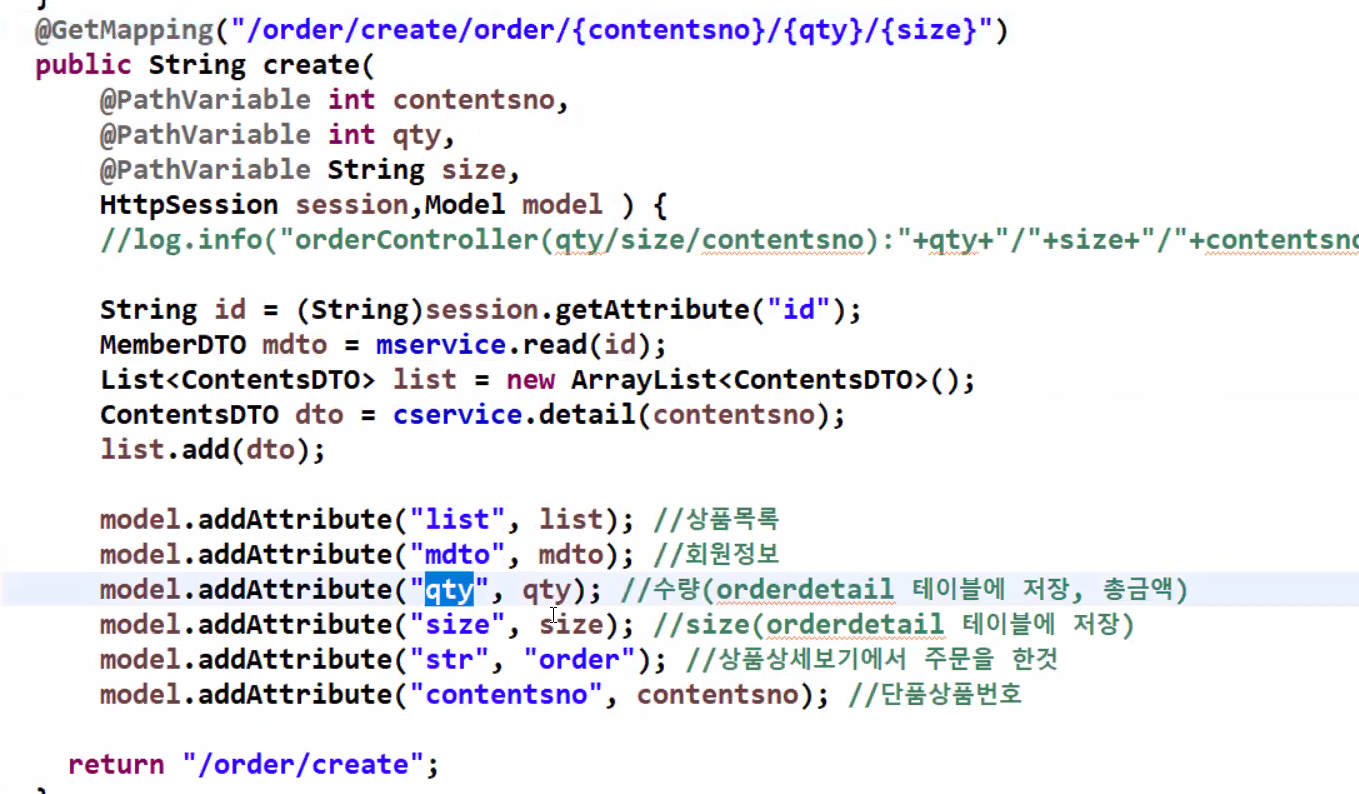 }
@GetMapping("/order/create/order/{contentsno}/{qty}/{size}")
public String create(
@PathVariable int contentsno,
@PathVariable int qty,
@PathVariable String size,
HttpSession session,Model model ) {
//log.info("orderController(qty/size/contentsno):"+qty+"/"+size+"/"+contentsno
String id = (String)session.getAttribute("id");
MemberDTO mdto = mservice.read(id);
List<ContentsDTO> list = new ArrayList<ContentsDTO>();
ContentsDTO dto = cservice.detail(contentsno);
list.add(dto);
model.addAttribute("list", list); //상품목록
model.addAttribute("mdto", mdto); //회원정보
model.addAttribute("qty", qty); //수량(orderdetail 테이블에 저장, 총금액)
model.addAttribute("size", size); //size(orderdetail 테이블에 저장)
model.addAttribute("str", "order"); //상품상세보기에서 주문을 한것
model.addAttribute("contentsno", contentsno); //단품상품번호
return "/order/create";
}